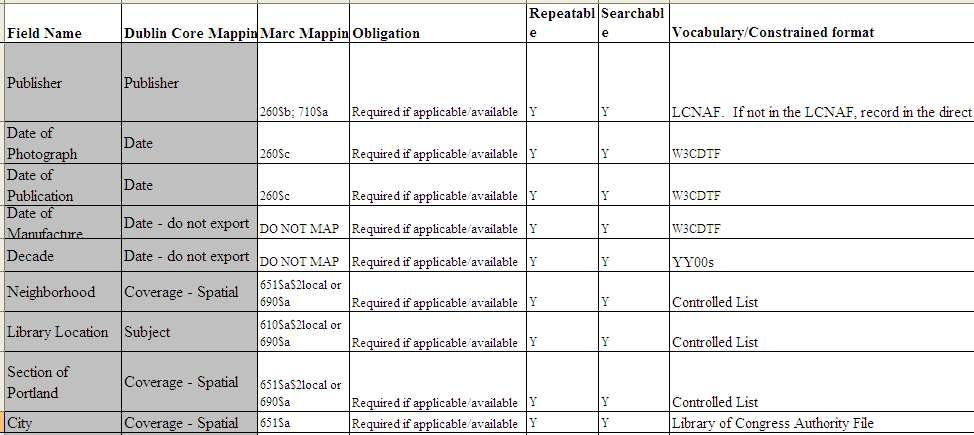 Repeatabl Searchabl
Field Name Dublin Core Mappin Marc Mappin Obligation e e Vocabulary/Constrained format
Publisher Publisher
260$b; 710$a Required if applicable/available Y Y LCNAF. If not in the LCNAF, record in the direct
Date of
Photograph Date 260$c Required if applicable/available Y Y W3CDTF
Date of
Publication Date 260$c Required if applicable/available Y Y W3CDTF
Date of
Manufacture Date - do not export DO NOT MAP Required if applicable/available Y Y W3CDTF
Decade Date - do not export DO NOT MAP Required if applicable/available Y Y YY00s
651$a$2local or
Neighborhood Coverage - Spatial 690$a Required if applicable/available Y Y Controlled List
610$a$2local or
Library Location Subject 690$a Required if applicable/available Y Y Controlled List
Section of
Portland Coverage - Spatial 651$a$2local or
690$a Required if applicable/available Y Y Controlled List
City Coverage - Spatial 651$a Required if applicable/available Y Y Library of Congress Authority File